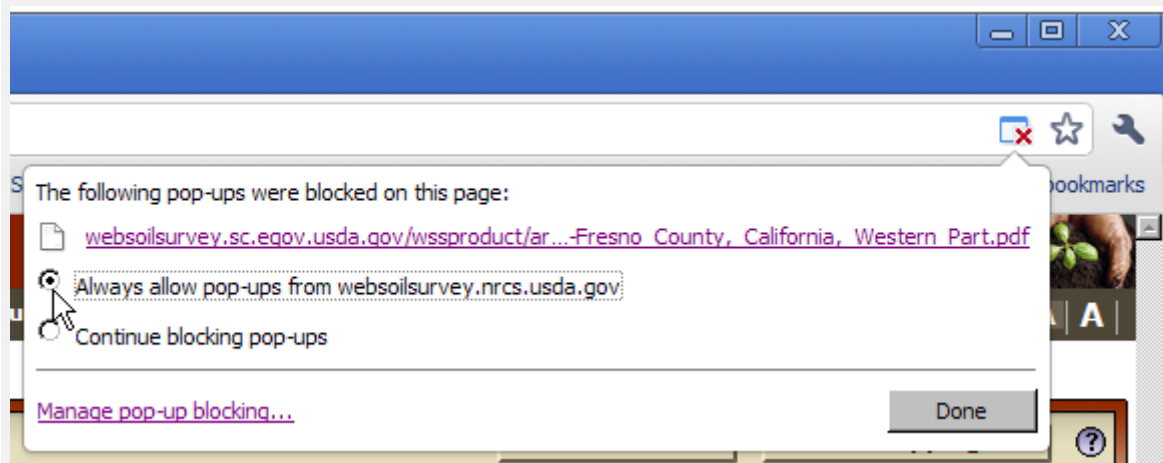 The following pop-ups were blocked on this page:
websoilsurvey.sc.egov.usda.gov/wssproduct/ar...-Fresno_County,_California,_Western_Part.pdf
Always allow pop-ups from websoilsurvey.nrcs.usda.gov
Continue blocking pop-ups
Manage pop-up blocking...
Done
bookmarks
A
?